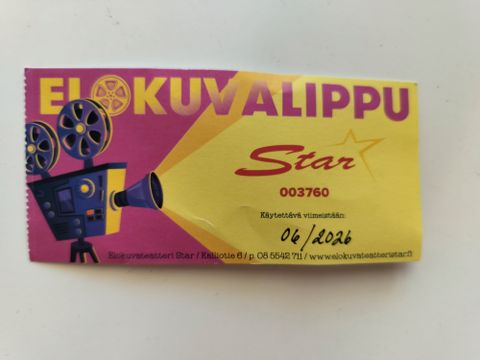 ELOKUVALIPPU
Star
003760
Käytettävä viimeistään:
06/2026
Elokuvateatteri Star / Kalliotie 6 / p. 08 5542 711 / www.elokuvateatteristar.fi